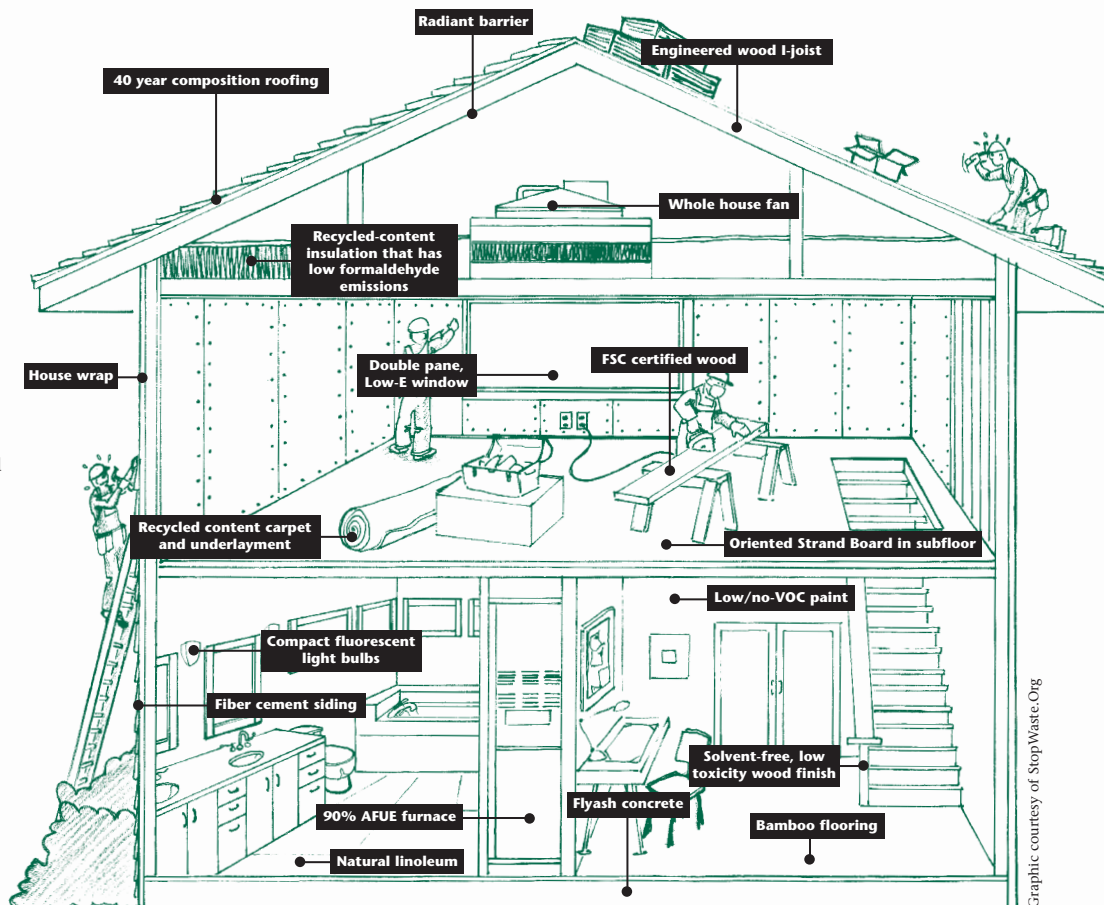 Radiant barrier
Engineered wood I-joist
40 year composition roofing
Whole house fan
Recycled-content
insulation that has
low formaldehyde
emissions
House wrap
Double pane,
Low-E window
FSC certified wood
Recycled content carpet
and underlayment
Oriented Strand Board in subfloor
Low/no-VOC paint
Compact fluorescent
light bulbs
Fiber cement siding
Solvent-free, low
toxicity wood finish
90% AFUE furnace
Flyash concrete
Bamboo flooring
Natural linoleum
Graphic courtesy of StopWaste.Org